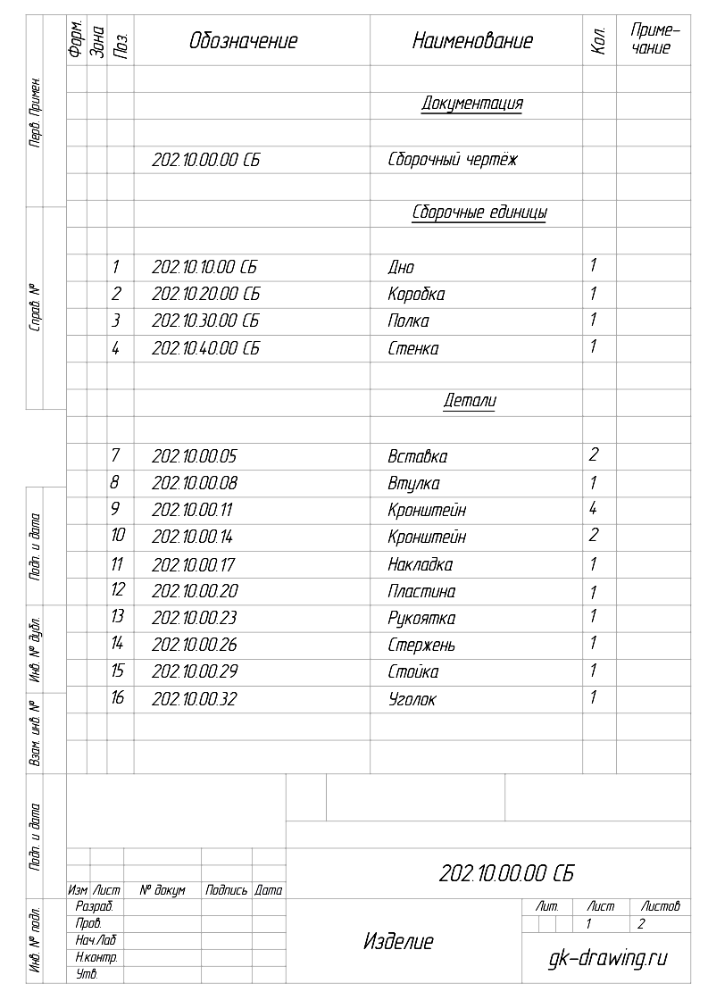 Форм. Зона Поз. Обозначение Наименование Кол. Приме-
чание
Документация
202.10.00.00 СБ Сборочный чертёж
Сборочные единицы
1 202.10.10.00 СБ Дно 1
2 202.10.20.00 СБ Коробка 1
3 202.10.30.00 СБ Полка 1
4 202.10.40.00 СБ Стенка 1
Детали
7 202.10.00.05 Вставка 2
8 202.10.00.08 Втулка 1
9 202.10.00.11 Кронштейн 4
10 202.10.00.14 Кронштейн 2
11 202.10.00.17 Накладка 1
12 202.10.00.20 Пластина 1
13 202.10.00.23 Рукоятка 1
14 202.10.00.26 Стержень 1
15 202.10.00.29 Стойка 1
16 202.10.00.32 Уголок 1
Перв. Примен.
Справ. №
Подп. и дата
Инв. № дубл.
Взам. инв. №
Подп. и дата
Инв. № подл.
202.10.00.00 СБ
Изм Лист № докум Подпись Дата
Разраб.
Пров.
Нач.Лаб
Н.контр.
Утв.
Изделие
Лит. Лист Листов
1 2
gk-drawing.ru